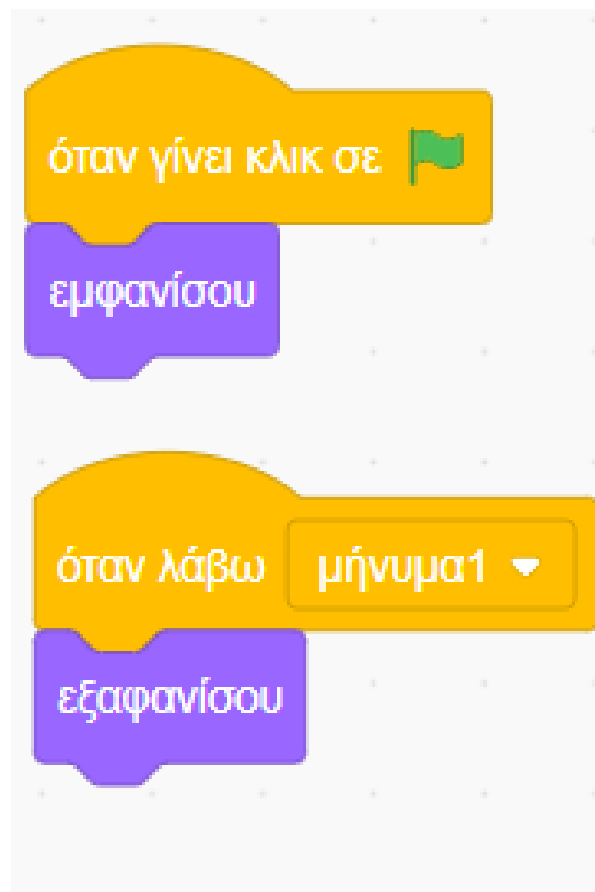 όταν γίνει κλικ σε
εμφανίσου
όταν λάβω μήνυμα1
εξαφανίσου